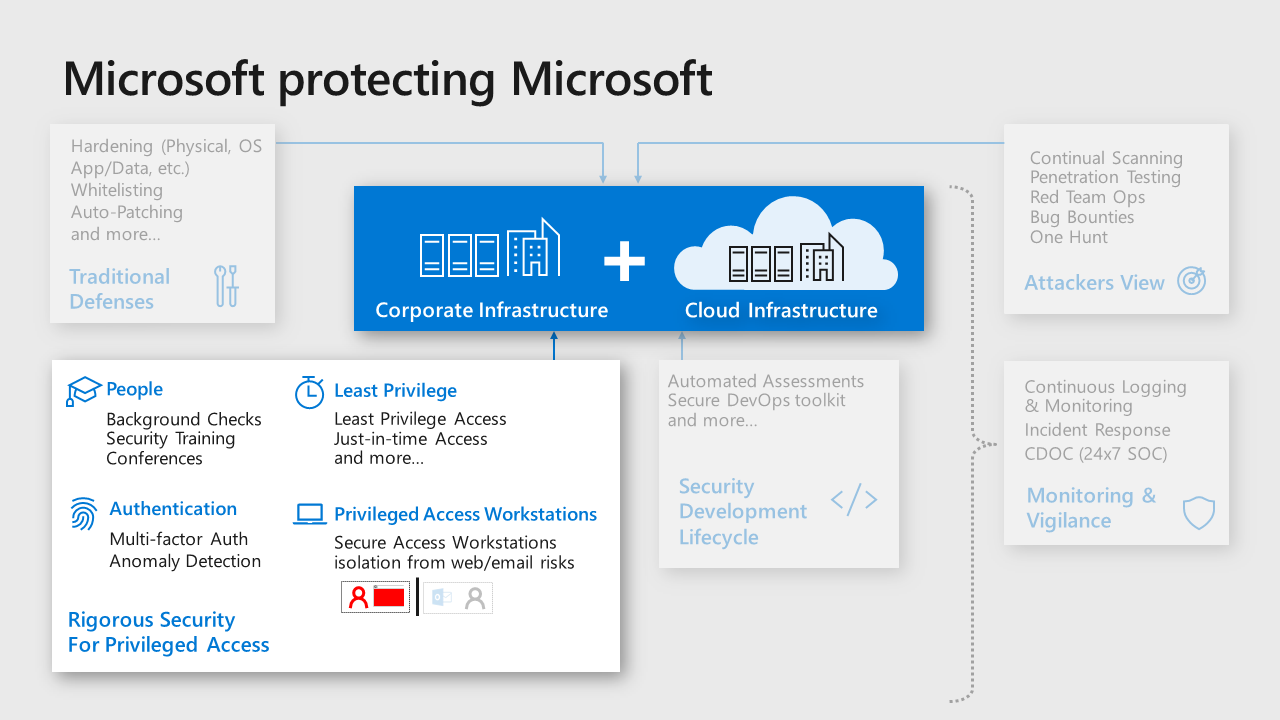 Microsoft protecting Microsoft
Hardening (Physical, OS
App/Data, etc.)
Whitelisting
Auto-Patching
and more...
Traditional
Defenses
Corporate Infrastructure
Cloud Infrastructure
Continual Scanning
Penetration Testing
Red Team Ops
Bug Bounties
One Hunt
Attackers View
People
Background Checks
Security Training
Conferences
Least Privilege
Least Privilege Access
Just-in-time Access
and more...
Authentication
Multi-factor Auth
Anomaly Detection
Privileged Access Workstations
Secure Access Workstations
isolation from web/email risks
Rigorous Security
For Privileged Access
Automated Assessments
Secure DevOps toolkit
and more...
Security
Development
Lifecycle
Continuous Logging
& Monitoring
Incident Response
CDOC (24x7 SOC)
Monitoring &
Vigilance